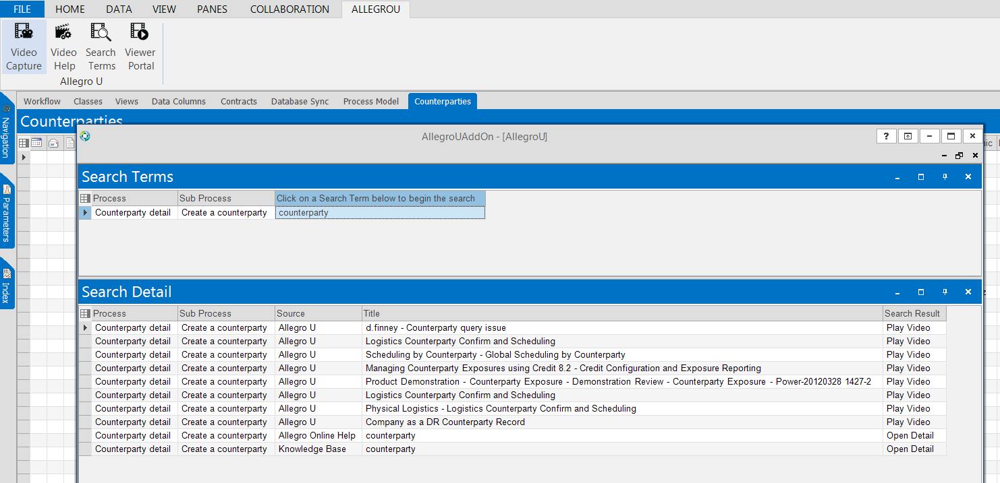 FILE HOME DATA VIEW PANES COLLABORATION ALLEGROU
Video Capture
Video Help
Search Terms
Viewer Portal
Allegro U
Workflow Classes Views Data Columns Contracts Database Sync Process Model Counterparties
Counterparties
Navigation
Parameters
Index
AllegroUAddOn - [AllegroU]
Search Terms
Process Sub Process Click on a Search Term below to begin the search
Counterparty detail Create a counterparty counterparty
Search Detail
Process Sub Process Source Title Search Result
Counterparty detail Create a counterparty Allegro U d.finney - Counterparty query issue Play Video
Counterparty detail Create a counterparty Allegro U Logistics Counterparty Confirm and Scheduling Play Video
Counterparty detail Create a counterparty Allegro U Scheduling by Counterparty - Global Scheduling by Counterparty Play Video
Counterparty detail Create a counterparty Allegro U Managing Counterparty Exposures using Credit 8.2 - Credit Configuration and Exposure Reporting Play Video
Counterparty detail Create a counterparty Allegro U Product Demonstration - Counterparty Exposure - Demonstration Review - Counterparty Exposure - Power-20120328 1427-2 Play Video
Counterparty detail Create a counterparty Allegro U Logistics Counterparty Confirm and Scheduling Play Video
Counterparty detail Create a counterparty Allegro U Physical Logistics - Logistics Counterparty Confirm and Scheduling Play Video
Counterparty detail Create a counterparty Allegro U Company as a DR Counterparty Record Play Video
Counterparty detail Create a counterparty Allegro Online Help counterparty Open Detail
Counterparty detail Create a counterparty Knowledge Base counterparty Open Detail